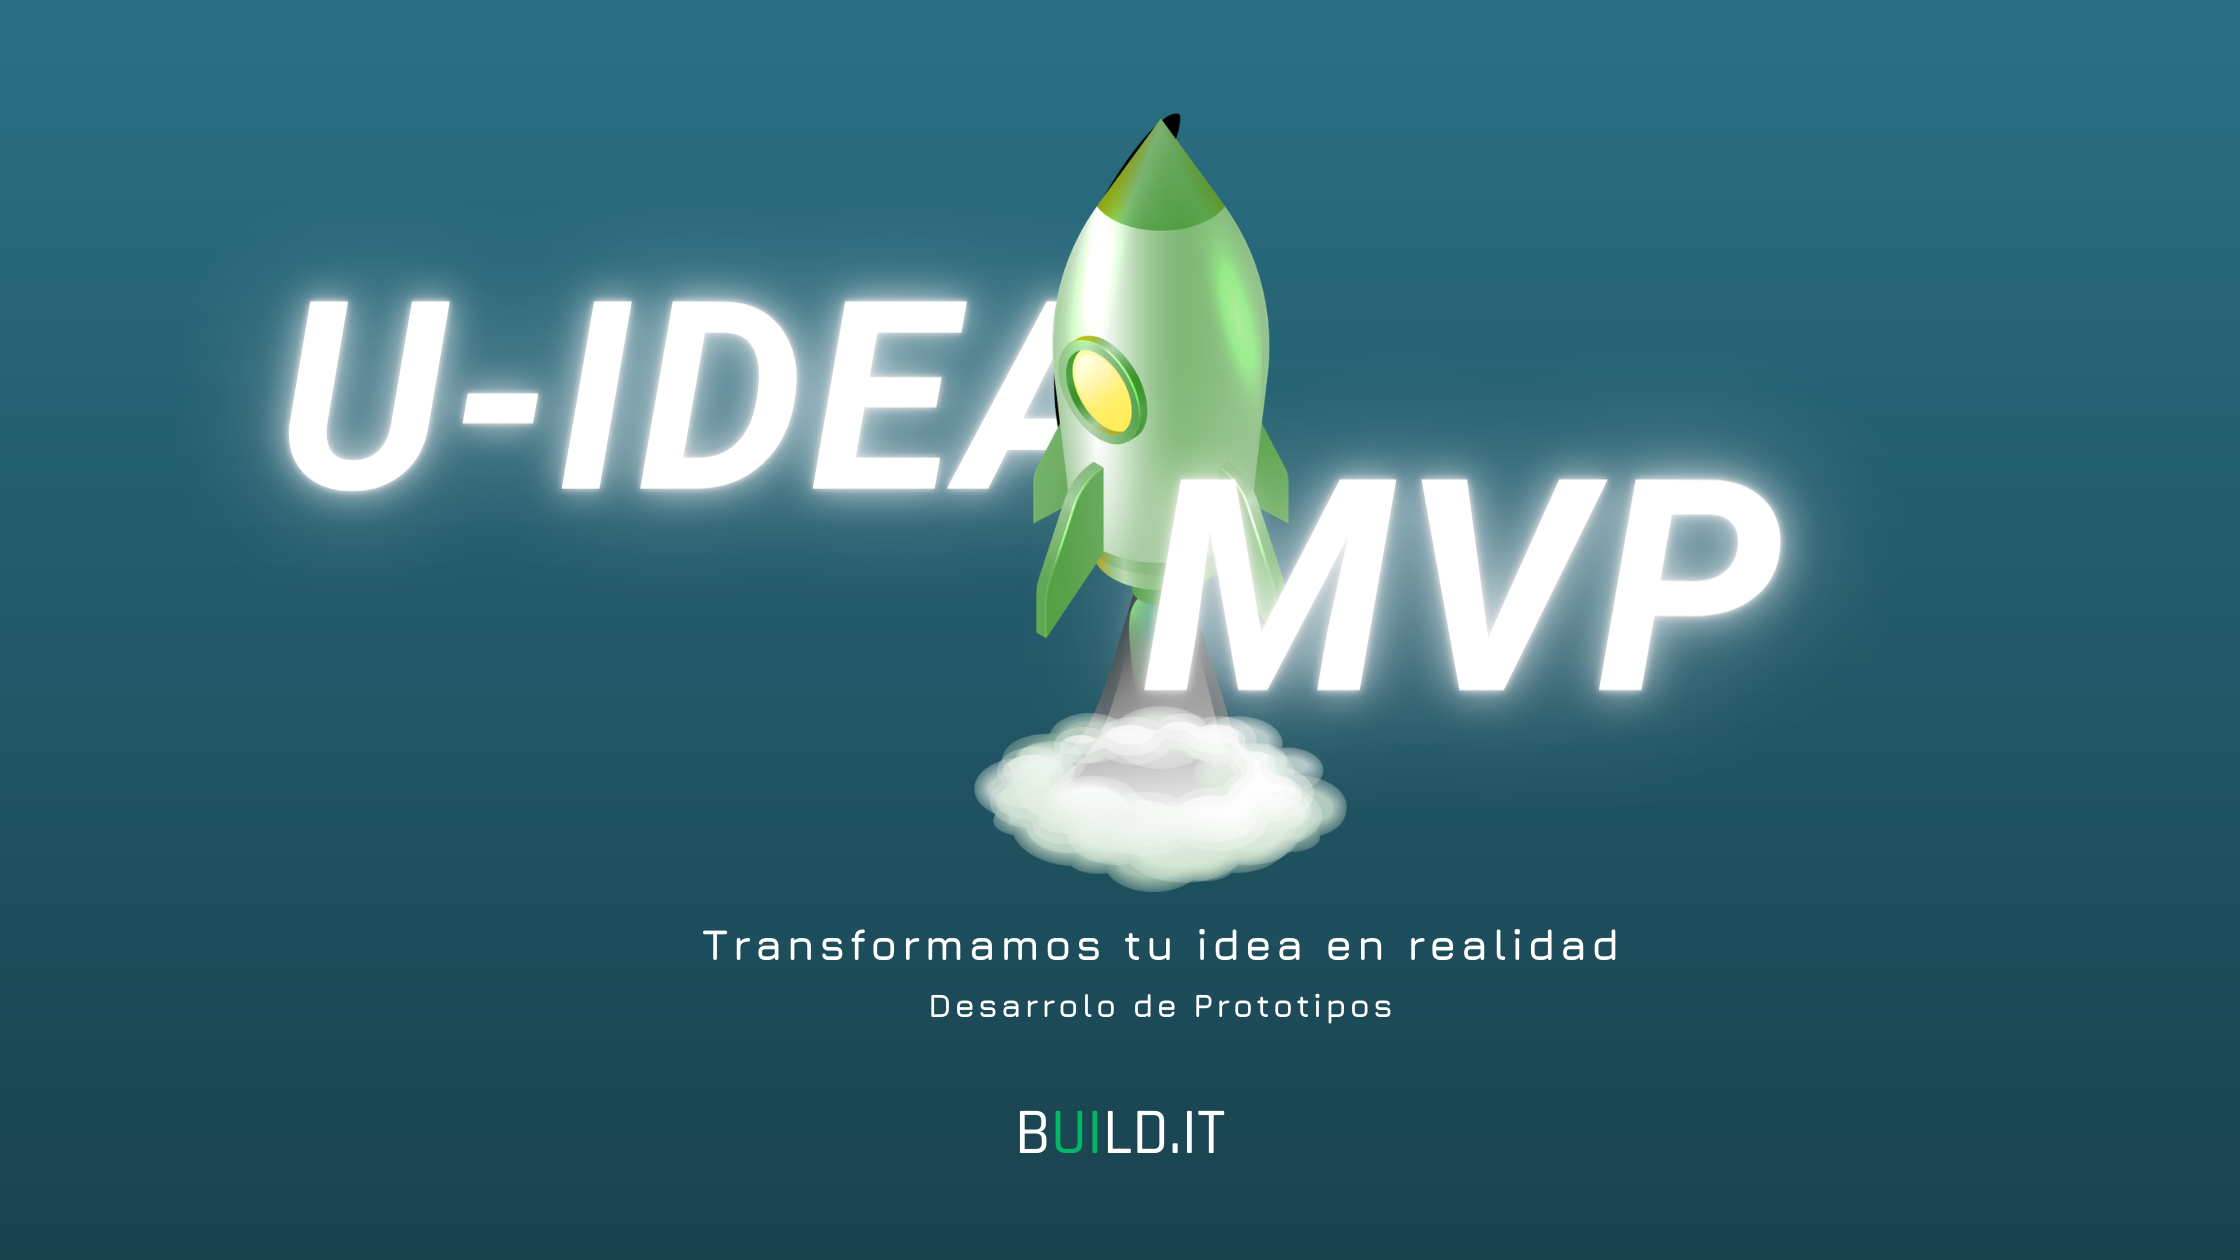 U-IDEA
MVP
Transformamos tu idea en realidad
Desarrolo de Prototipos
BUILD.IT